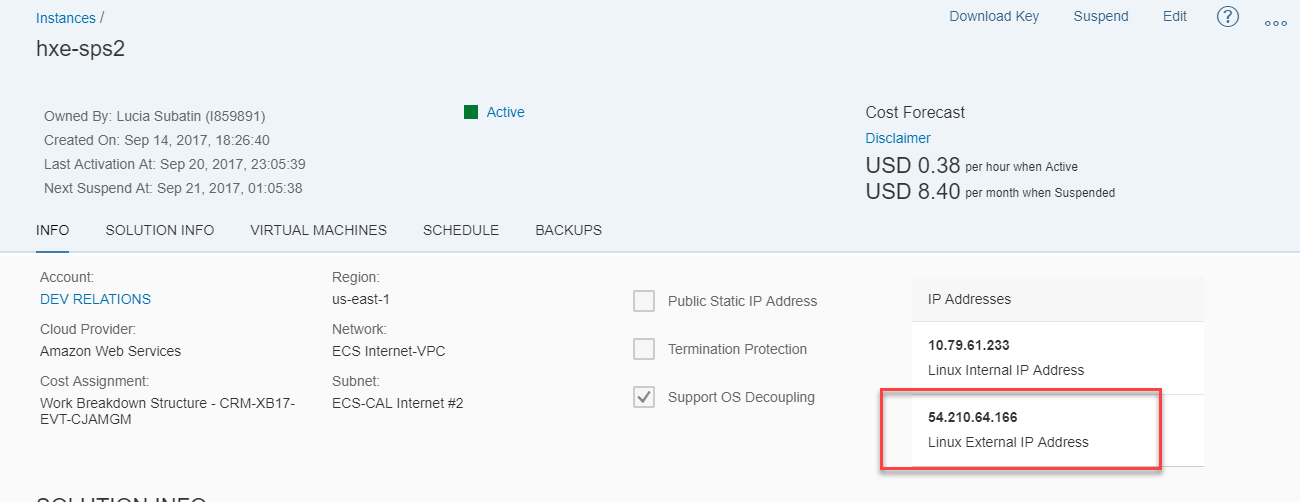 Instances /
Download Key
Suspend
Edit
?
hxe-sps2
Owned By: Lucia Subatin (I859891)
Created On: Sep 14, 2017, 18:26:40
Last Activation At: Sep 20, 2017, 23:05:39
Next Suspend At: Sep 21, 2017, 01:05:38
Active
Cost Forecast
Disclaimer
USD 0.38 per hour when Active
USD 8.40 per month when Suspended
INFO
SOLUTION INFO
VIRTUAL MACHINES
SCHEDULE
BACKUPS
Account:
DEV RELATIONS
Cloud Provider:
Amazon Web Services
Cost Assignment:
Work Breakdown Structure - CRM-XB17-
EVT-CJAMGM
Region:
us-east-1
Network:
ECS Internet-VPC
Subnet:
ECS-CAL Internet #2
Public Static IP Address
Termination Protection
Support OS Decoupling
IP Addresses
10.79.61.233
Linux Internal IP Address
54.210.64.166
Linux External IP Address
SOLUTION INFO